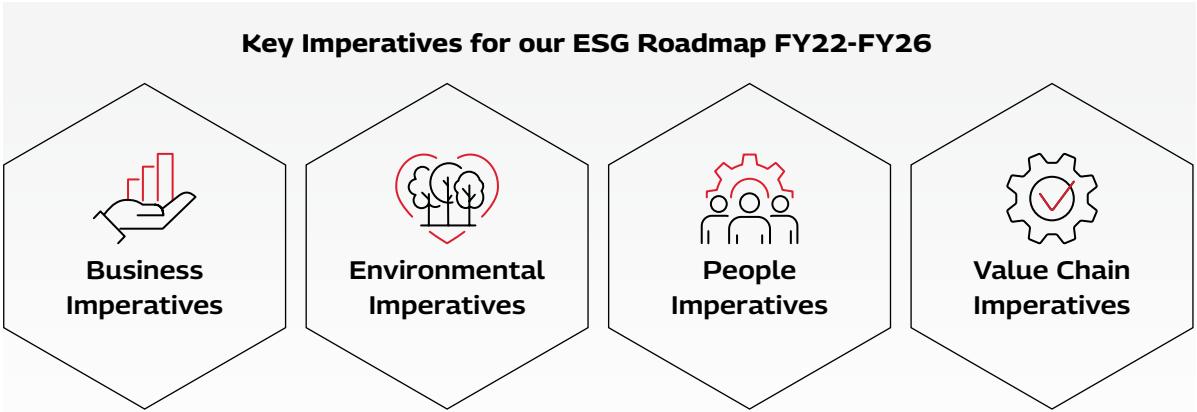 Key Imperatives for our ESG Roadmap FY22-FY26
Business
Imperatives
Environmental
Imperatives
People
Imperatives
Value Chain
Imperatives